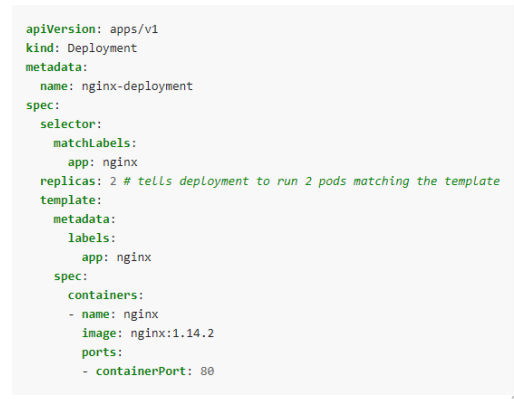 apiVersion: apps/v1
kind: Deployment
metadata:
  name: nginx-deployment
spec:
  selector:
    matchLabels:
      app: nginx
  replicas: 2 # tells deployment to run 2 pods matching the template
  template:
    metadata:
      labels:
        app: nginx
    spec:
      containers:
      - name: nginx
        image: nginx:1.14.2
        ports:
        - containerPort: 80